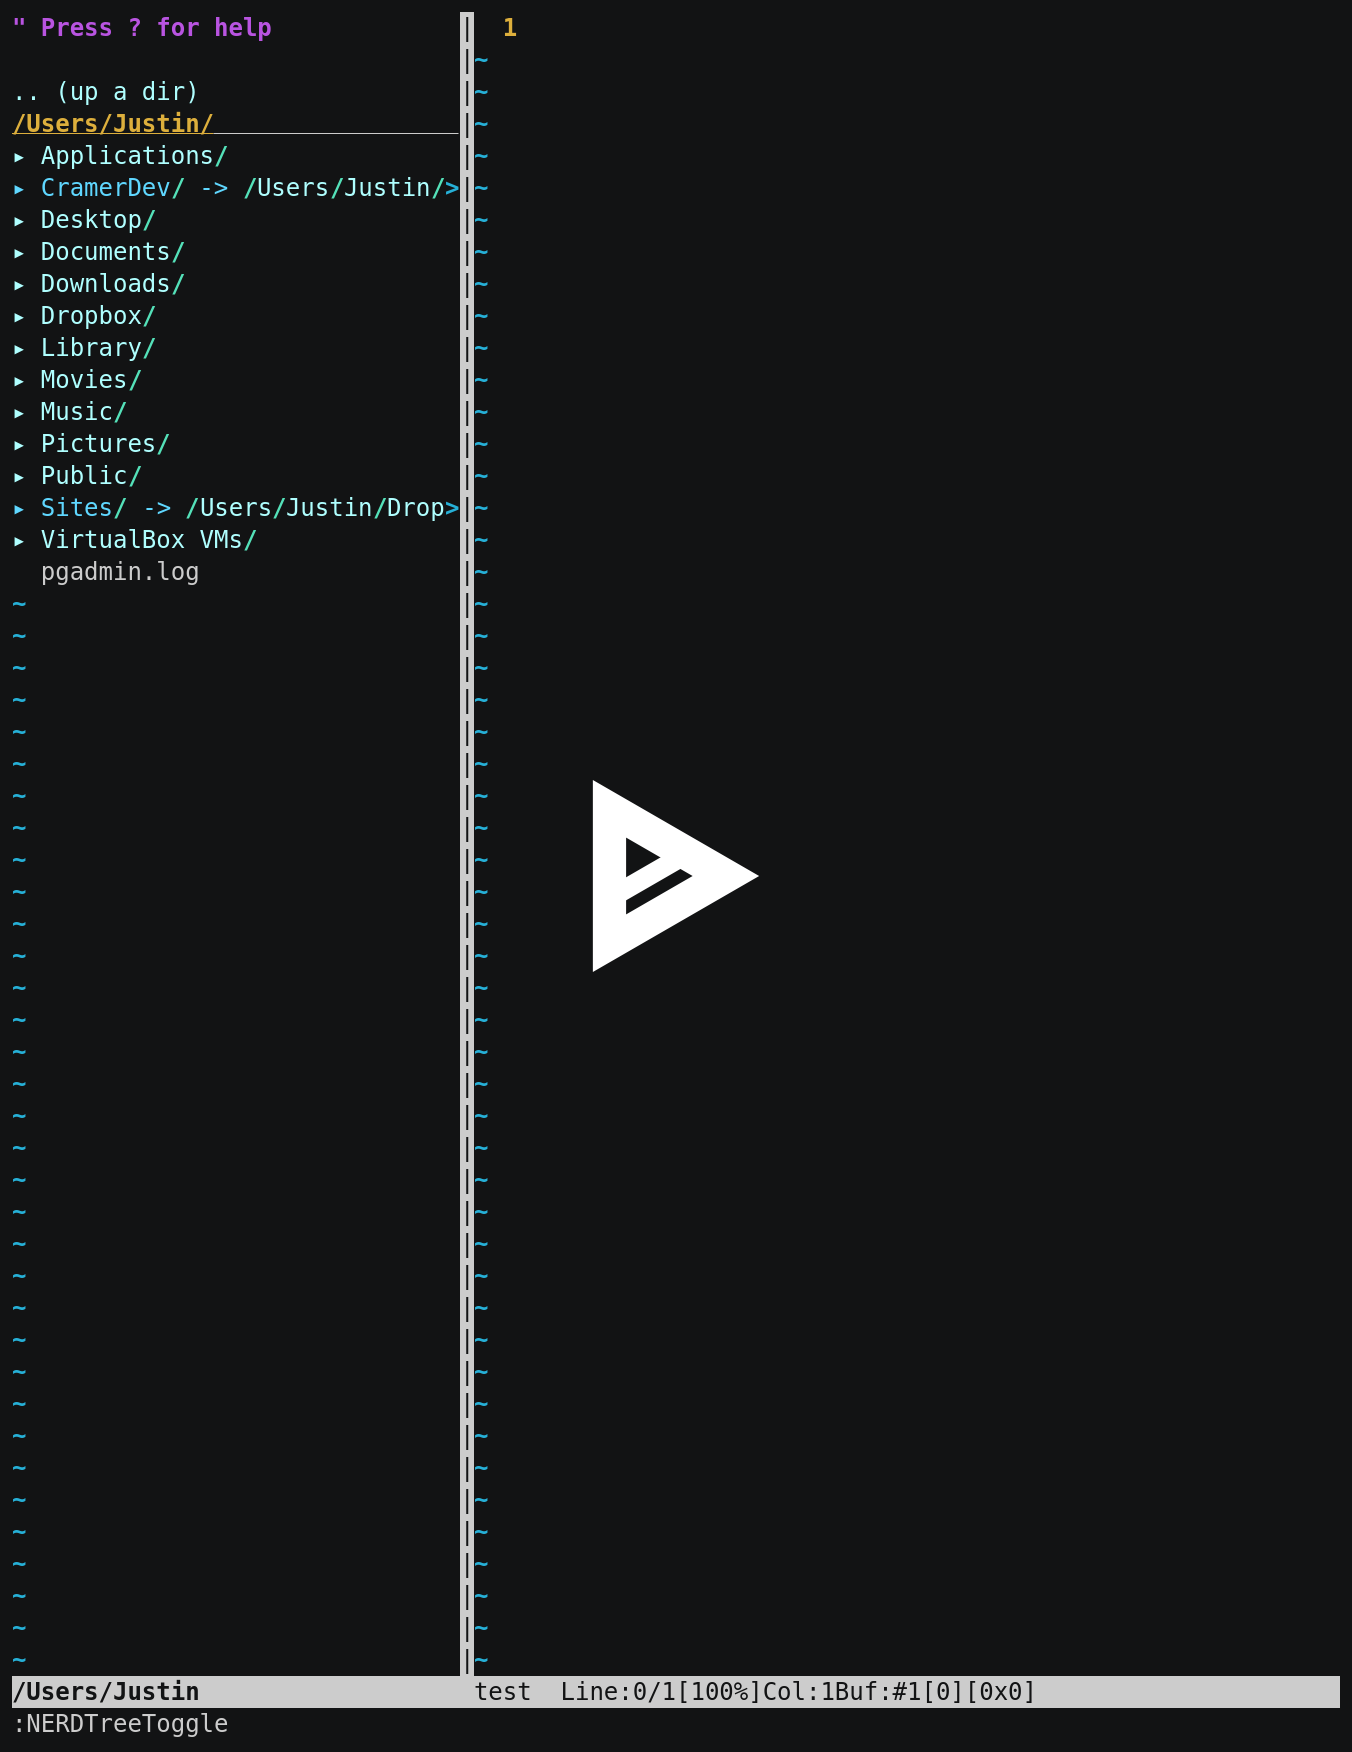 " Press ? for help
.. (up a dir)
/Users/Justin/
▸ Applications/
▸ CramerDev/ -> /Users/Justin/>
▸ Desktop/
▸ Documents/
▸ Downloads/
▸ Dropbox/
▸ Library/
▸ Movies/
▸ Music/
▸ Pictures/
▸ Public/
▸ Sites/ -> /Users/Justin/Drop>
▸ VirtualBox VMs/
pgadmin.log
1
/Users/Justin
test  Line:0/1[100%]Col:1Buf:#1[0][0x0]
:NERDTreeToggle